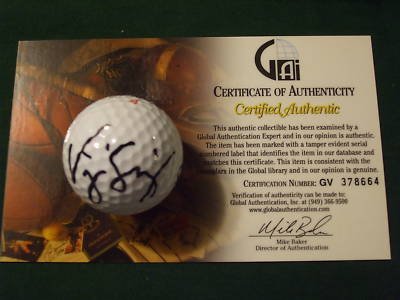 GAi
CERTIFICATE OF AUTHENTICITY
Certified Authentic
This authentic collectible has been examined by a
Global Authentication Expert and in our opinion is authentic.
The item has been marked with a tamper evident serial
numbered label that identifies the item in our database and
matches this certificate. This item is consistent with the
exemplars in the Global library and in our opinion is genuine.
CERTIFICATION NUMBER: GV 378664
Verification of authenticity can be made to:
Global Authentication, Inc. at (949) 366-9500
www.globalauthentication.com
Mike Baker
Director of Authentication